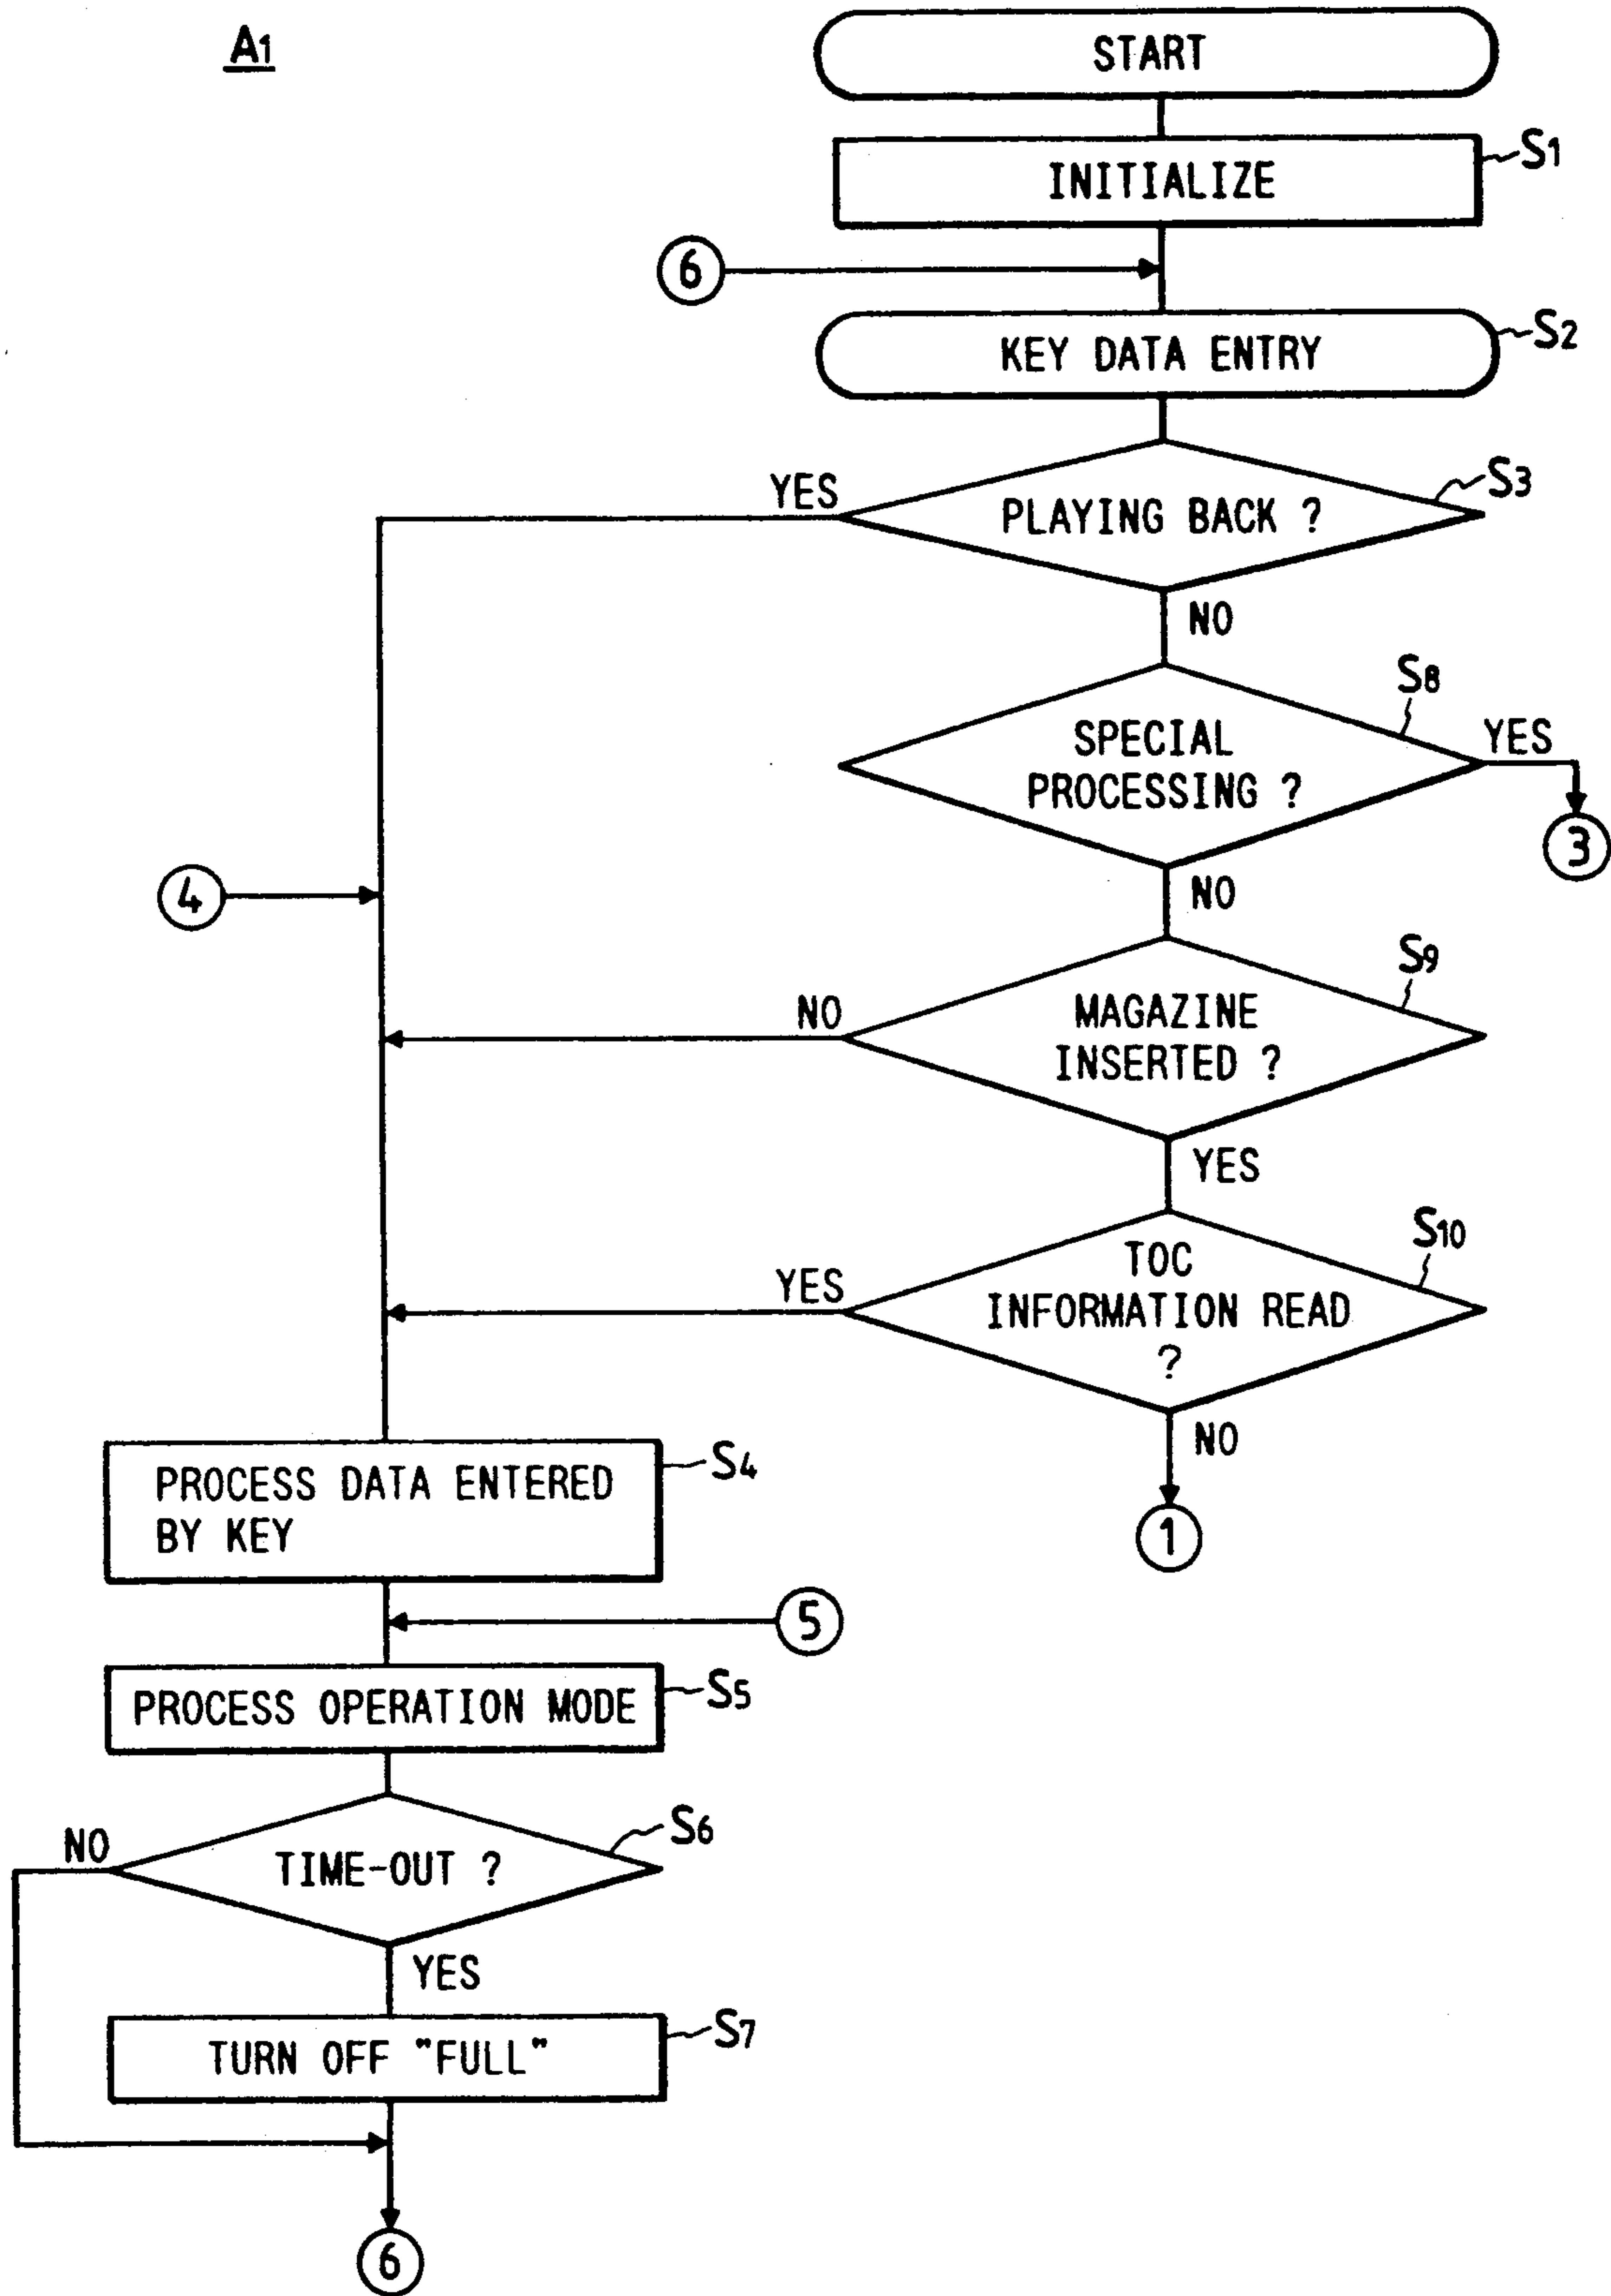 A1
START
INITIALIZE
S1
6
KEY DATA ENTRY
S2
YES
PLAYING BACK ?
S3
NO
S8
SPECIAL
PROCESSING ?
YES
3
4
NO
S9
NO
MAGAZINE
INSERTED ?
YES
S10
YES
TOC
INFORMATION READ
?
NO
1
PROCESS DATA ENTERED
BY KEY
S4
5
PROCESS OPERATION MODE
S5
NO
TIME-OUT ?
S6
YES
TURN OFF "FULL"
S7
6